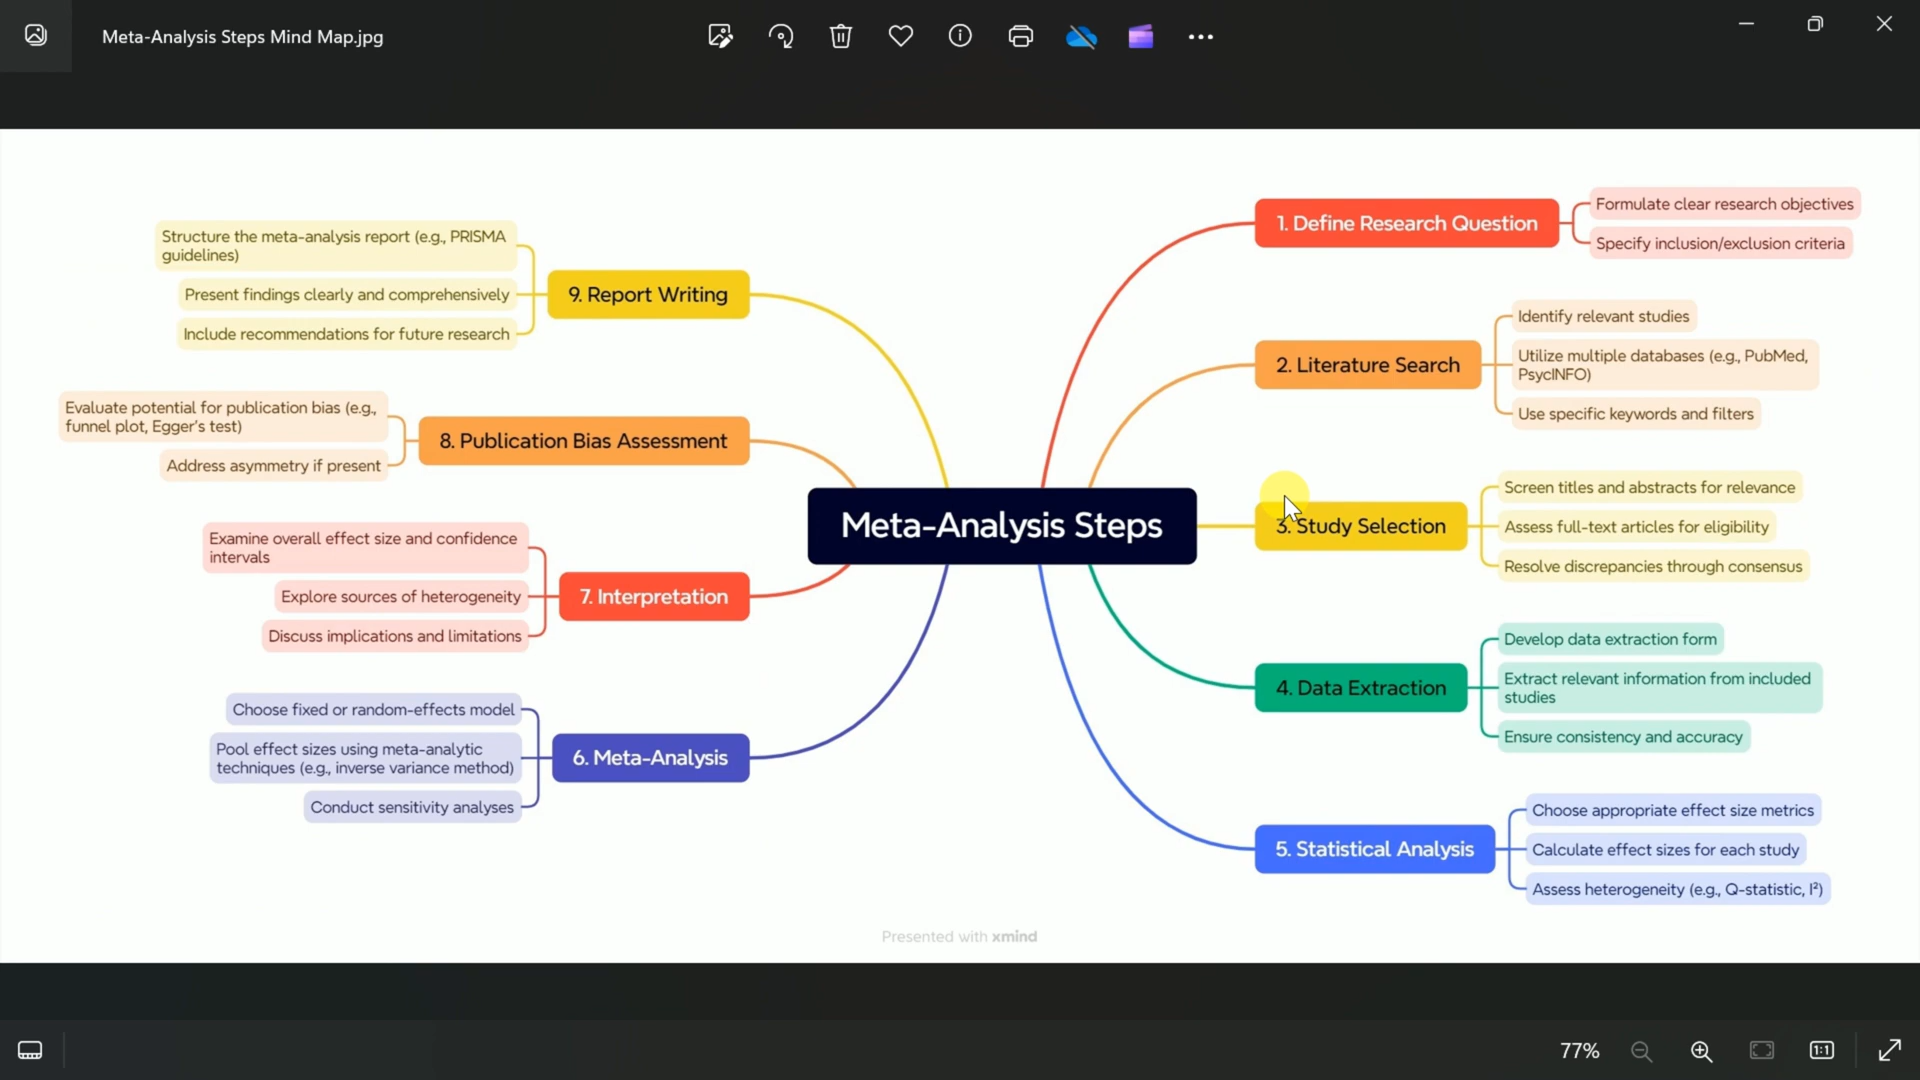 Meta-Analysis Steps Mind Map.jpg
Meta-Analysis Steps
1. Define Research Question
Formulate clear research objectives
Specify inclusion/exclusion criteria
2. Literature Search
Identify relevant studies
Utilize multiple databases (e.g., PubMed,
PsycINFO)
Use specific keywords and filters
3. Study Selection
Screen titles and abstracts for relevance
Assess full-text articles for eligibility
Resolve discrepancies through consensus
4. Data Extraction
Develop data extraction form
Extract relevant information from included
studies
Ensure consistency and accuracy
5. Statistical Analysis
Choose appropriate effect size metrics
Calculate effect sizes for each study
Assess heterogeneity (e.g., Q-statistic, I²)
6. Meta-Analysis
Choose fixed or random-effects model
Pool effect sizes using meta-analytic
techniques (e.g., inverse variance method)
Conduct sensitivity analyses
7. Interpretation
Examine overall effect size and confidence
intervals
Explore sources of heterogeneity
Discuss implications and limitations
8. Publication Bias Assessment
Evaluate potential for publication bias (e.g.,
funnel plot, Egger's test)
Address asymmetry if present
9. Report Writing
Structure the meta-analysis report (e.g., PRISMA
guidelines)
Present findings clearly and comprehensively
Include recommendations for future research
Presented with xmind
77%
1:1